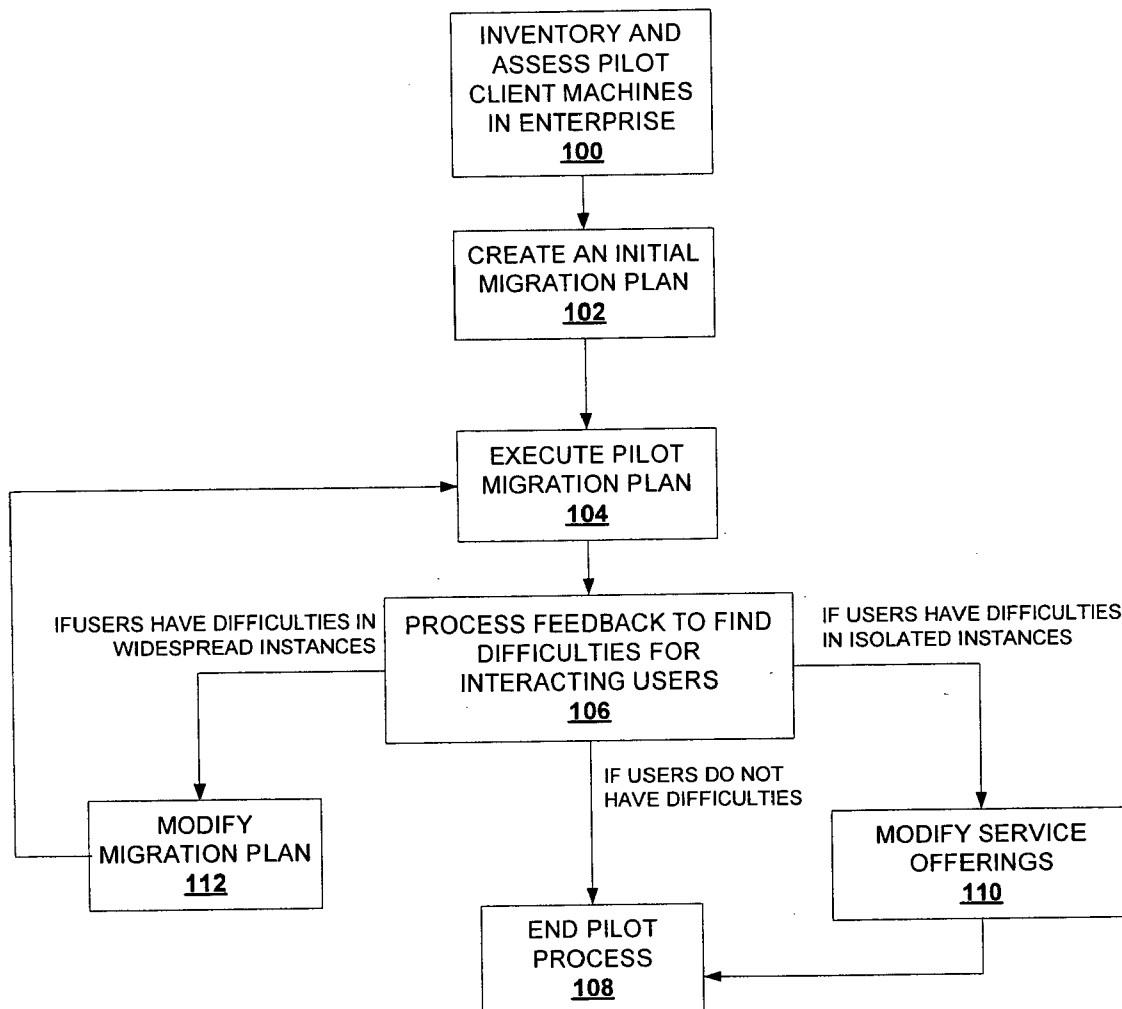 INVENTORY AND
ASSESS PILOT
CLIENT MACHINES
IN ENTERPRISE
100
CREATE AN INITIAL
MIGRATION PLAN
102
EXECUTE PILOT
MIGRATION PLAN
104
IFUSERS HAVE DIFFICULTIES IN
WIDESPREAD INSTANCES
PROCESS FEEDBACK TO FIND
DIFFICULTIES FOR
INTERACTING USERS
106
IF USERS HAVE DIFFICULTIES
IN ISOLATED INSTANCES
IF USERS DO NOT
HAVE DIFFICULTIES
MODIFY
MIGRATION PLAN
112
MODIFY SERVICE
OFFERINGS
110
END PILOT
PROCESS
108